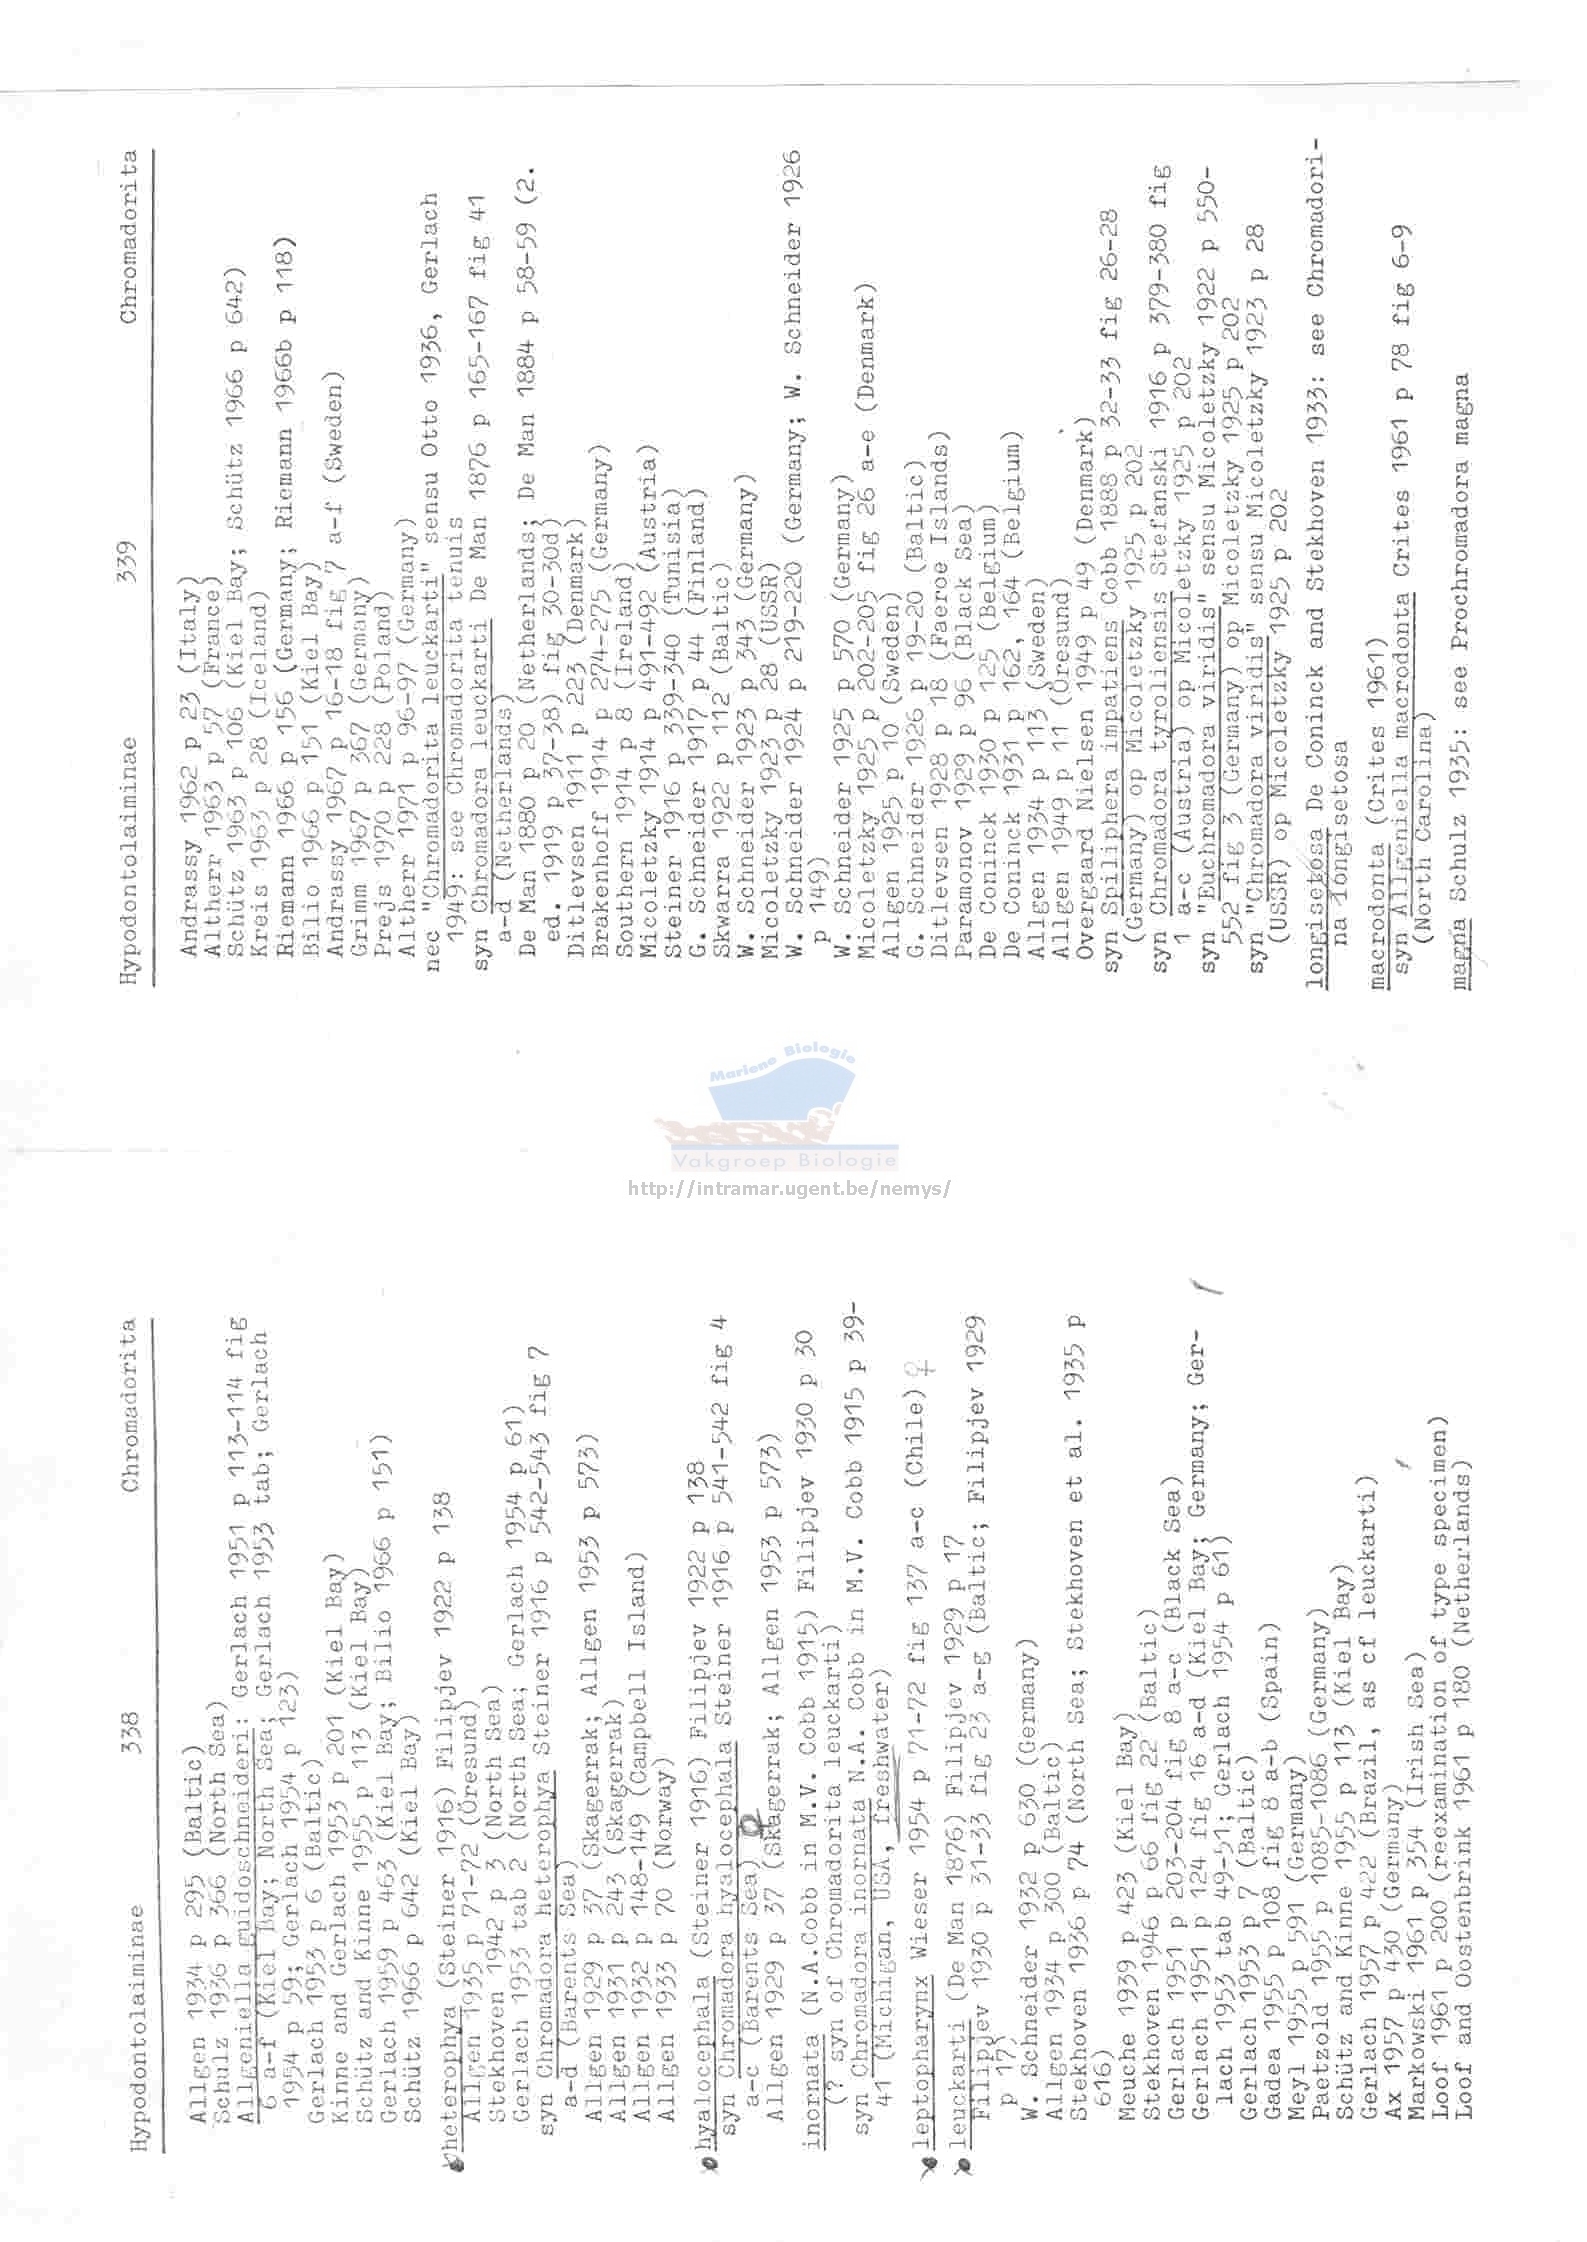 Hypodontolaiminae 338 Chromadorita
Allgen 1934 p 295 (Baltic)
Schulz 1936 p 366 (North Sea)
Allgeniella guidoschneideri: Gerlach 1951 p 113-114 fig
6 a-f (Kiel Bay; North Sea; Gerlach 1953 tab; Gerlach
1954 p 59; Gerlach 1954 p 123)
Gerlach 1953 p 6 (Baltic)
Kinne and Gerlach 1953 p 201 (Kiel Bay)
Schütz and Kinne 1955 p 113 (Kiel Bay)
Gerlach 1959 p 463 (Kiel Bay; Bilio 1966 p 151)
Schütz 1966 p 642 (Kiel Bay)
heterophya (Steiner 1916) Filipjev 1922 p 138
Allgen 1935 p 71-72 (Öresund)
Stekhoven 1942 p 3 (North Sea)
Gerlach 1953 tab 2 (North Sea; Gerlach 1954 p 61)
syn Chromadora heterophya Steiner 1916 p 542-543 fig 7
a-d (Barents Sea)
Allgen 1929 p 37 (Skagerrak; Allgen 1953 p 573)
Allgen 1931 p 243 (Skagerrak)
Allgen 1932 p 148-149 (Campbell Island)
Allgen 1933 p 70 (Norway)
hyalocephala (Steiner 1916) Filipjev 1922 p 138
syn Chromadora hyalocephala Steiner 1916 p 541-542 fig 4
a-c (Barents Sea) ♀
Allgen 1929 p 37 (Skagerrak; Allgen 1953 p 573)
inornata (N.A.Cobb in M.V. Cobb 1915) Filipjev 1930 p 30
(? syn of Chromadorita leuckarti)
syn Chromadora inornata N.A. Cobb in M.V. Cobb 1915 p 39-
41 (Michigan, USA, freshwater)
leptopharynx Wieser 1954 p 71-72 fig 137 a-c (Chile) ♀
leuckarti (De Man 1876) Filipjev 1929 p 17
Filipjev 1930 p 31-33 fig 23 a-g (Baltic; Filipjev 1929
p 17)
W. Schneider 1932 p 630 (Germany)
Allgen 1934 p 300 (Baltic)
Stekhoven 1936 p 74 (North Sea; Stekhoven et al. 1935 p
616)
Meuche 1939 p 423 (Kiel Bay)
Stekhoven 1946 p 66 fig 22 (Baltic)
Gerlach 1951 p 203-204 fig 8 a-c (Black Sea)
Gerlach 1951 p 124 fig 16 a-d (Kiel Bay; Germany; Ger-
lach 1953 tab 49-51; Gerlach 1954 p 61)
Gerlach 1953 p 7 (Baltic)
Gadea 1955 p 108 fig 8 a-b (Spain)
Meyl 1955 p 591 (Germany)
Paetzold 1955 p 1085-1086 (Germany)
Schütz and Kinne 1955 p 113 (Kiel Bay)
Gerlach 1957 p 422 (Brazil, as cf leuckarti)
Ax 1957 p 430 (Germany)
Markowski 1961 p 354 (Irish Sea)
Loof 1961 p 200 (reexamination of type specimen)
Loof and Oostenbrink 1961 p 180 (Netherlands)
Hypodontolaiminae 339 Chromadorita
Andrassy 1962 p 23 (Italy)
Altherr 1963 p 57 (France)
Schütz 1963 p 106 (Kiel Bay; Schütz 1966 p 642)
Kreis 1963 p 28 (Iceland)
Riemann 1966 p 156 (Germany; Riemann 1966b p 118)
Bilio 1966 p 151 (Kiel Bay)
Andrassy 1967 p 16-18 fig 7 a-f (Sweden)
Grimm 1967 p 367 (Germany)
Prejs 1970 p 228 (Poland)
Altherr 1971 p 96-97 (Germany)
nec "Chromadorita leuckarti" sensu Otto 1936, Gerlach
1949: see Chromadorita tenuis
syn Chromadora leuckarti De Man 1876 p 165-167 fig 41
a-d (Netherlands)
De Man 1880 p 20 (Netherlands; De Man 1884 p 58-59 (2.
ed. 1919 p 37-38) fig 30-30d)
Ditlevsen 1911 p 223 (Denmark)
Brakenhoff 1914 p 274-275 (Germany)
Southern 1914 p 8 (Ireland)
Micoletzky 1914 p 491-492 (Austria)
Steiner 1916 p 339-340 (Tunisia)
G. Schneider 1917 p 44 (Finland)
Skwarra 1922 p 112 (Baltic)
W. Schneider 1923 p 343 (Germany)
Micoletzky 1923 p 28 (USSR)
W. Schneider 1924 p 219-220 (Germany; W. Schneider 1926
p 149)
W. Schneider 1925 p 570 (Germany)
Micoletzky 1925 p 202-205 fig 26 a-e (Denmark)
Allgen 1925 p 10 (Sweden)
G. Schneider 1926 p 19-20 (Baltic)
Ditlevsen 1928 p 18 (Faeroe Islands)
Paramonov 1929 p 96 (Black Sea)
De Coninck 1930 p 125 (Belgium)
De Coninck 1931 p 162, 164 (Belgium)
Allgen 1934 p 113 (Sweden)
Allgen 1949 p 11 (Öresund)
Overgaard Nielsen 1949 p 49 (Denmark)
syn Spiliphera impatiens Cobb 1888 p 32-33 fig 26-28
(Germany) op Micoletzky 1925 p 202
syn Chromadora tyroliensis Stefanski 1916 p 379-380 fig
1 a-c (Austria) op Micoletzky 1925 p 202
syn "Euchromadora viridis" sensu Micoletzky 1922 p 550-
552 fig 3 (Germany) op Micoletzky 1925 p 202
syn "Chromadora viridis" sensu Micoletzky 1923 p 28
(USSR) op Micoletzky 1925 p 202
longisetosa De Coninck and Stekhoven 1933: see Chromadori-
na longisetosa
macrodonta (Crites 1961)
syn Allgeniella macrodonta Crites 1961 p 78 fig 6-9
(North Carolina)
magna Schulz 1935: see Prochromadora magna
Mariene Biologie
Vakgroep Biologie
http://intramar.ugent.be/nemys/